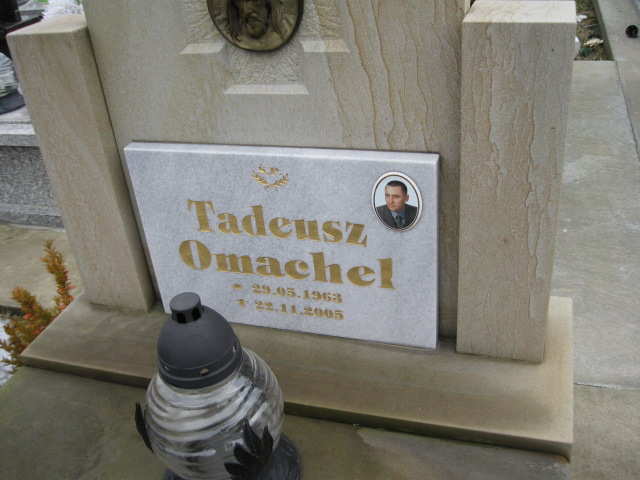 Tadeusz
Omachel
* 29.05.1963
✝ 22.11.2005